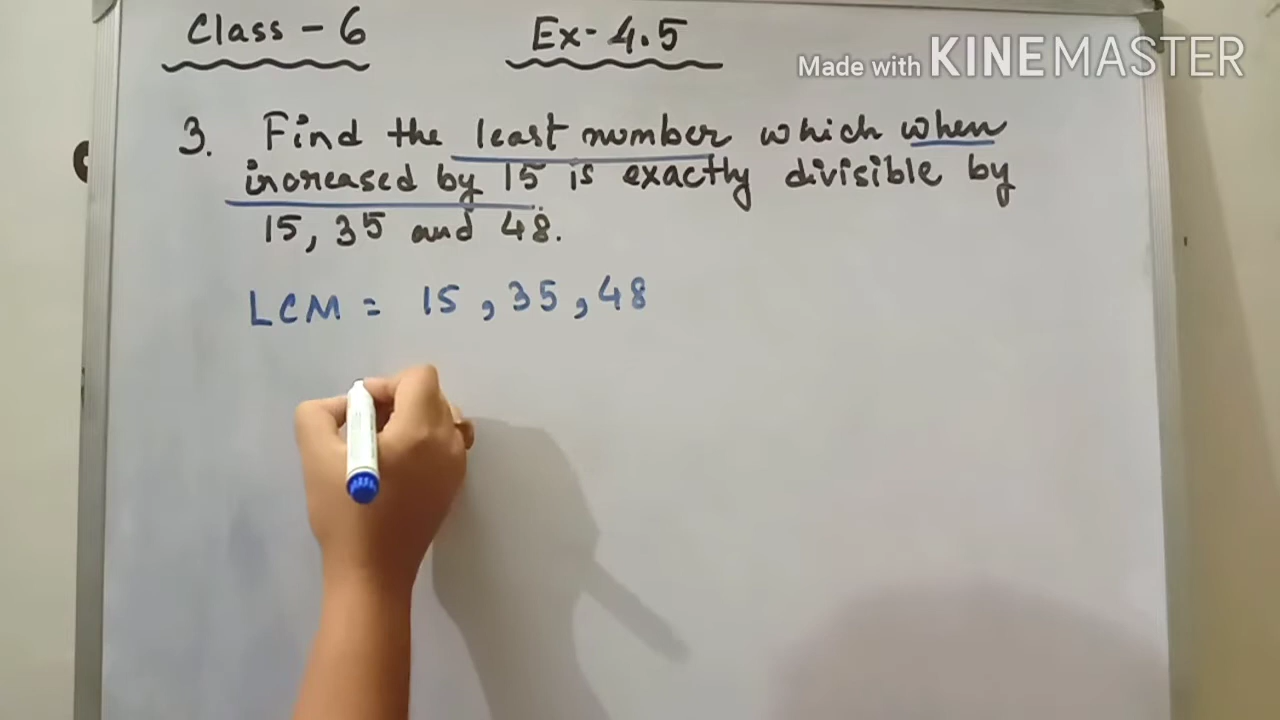 Class - 6 Ex- 4.5
Made with KINEMASTER
3. Find the least number which when
increased by 15 is exactly divisible by
15, 35 and 48.
LCM = 15, 35, 48